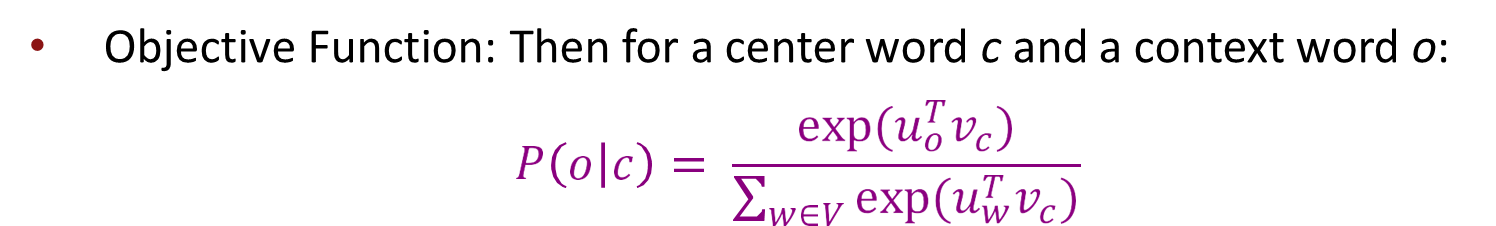 • Objective Function: Then for a center word c and a context word o:
P(o|c) = exp(u_o^T v_c) / ∑_{w∈V} exp(u_w^T v_c)